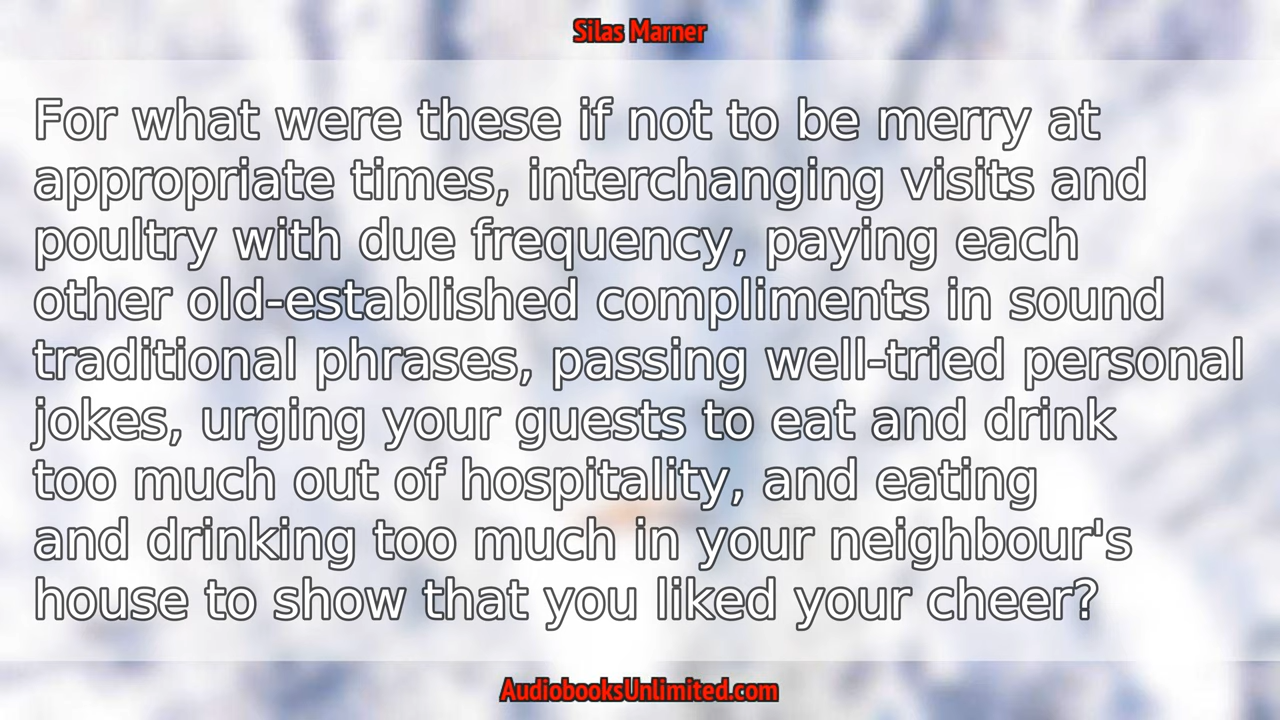 Silas Marner
For what were these if not to be merry at
appropriate times, interchanging visits and
poultry with due frequency, paying each
other old-established compliments in sound
traditional phrases, passing well-tried personal
jokes, urging your guests to eat and drink
too much out of hospitality, and eating
and drinking too much in your neighbour's
house to show that you liked your cheer?
AudiobooksUnlimited.com